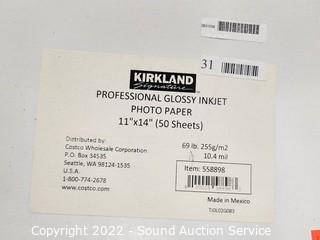 31
KIRKLAND
Signature
PROFESSIONAL GLOSSY INKJET
PHOTO PAPER
11"x14" (50 Sheets)
Distributed by:
Costco Wholesale Corporation
P.O. Box 34535
Seattle, WA 98124-1535
U.S.A.
1-800-774-2678
www.costco.com
69 lb. 255g/m2
10.4 mil
Item: 558898
Made in Mexico
Copyright 2022 - Sound Auction Service